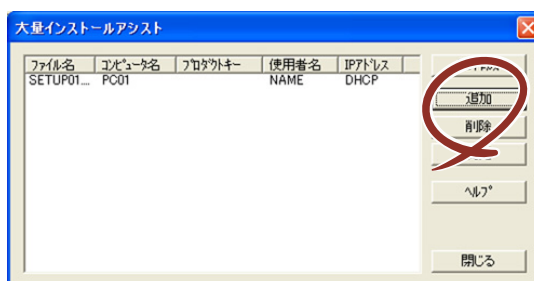 大量インストールアシスト
ファイル名 コンピュータ名 プロダクトキー 使用者名 IPアドレス
SETUP01... PC01 NAME DHCP
追加
削除
ヘルプ
閉じる